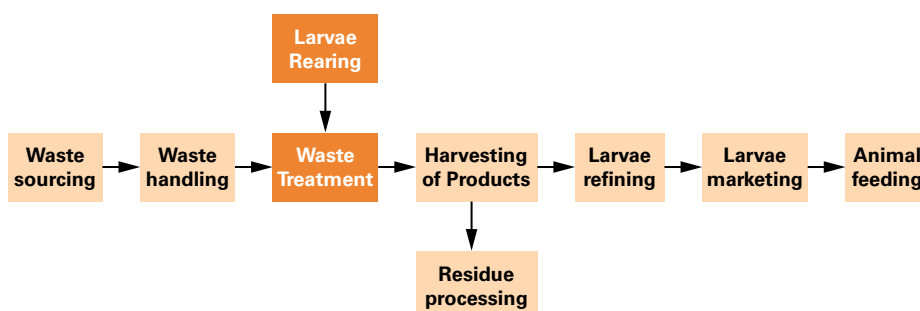 Larvae
Rearing
Waste
sourcing
Waste
handling
Waste
Treatment
Harvesting
of Products
Larvae
refining
Larvae
marketing
Animal
feeding
Residue
processing